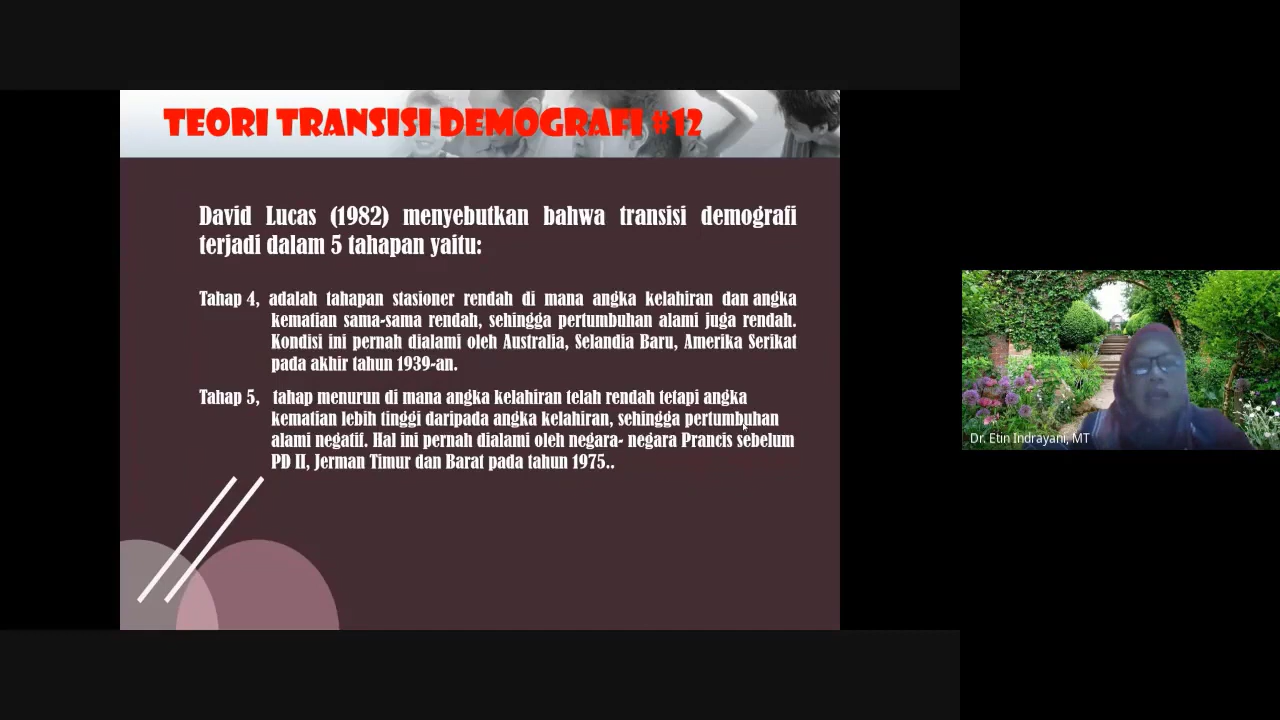 TEORI TRANSISI DEMOGRAFI #12
David Lucas (1982) menyebutkan bahwa transisi demografi
terjadi dalam 5 tahapan yaitu:
Tahap 4, adalah tahapan stasioner rendah di mana angka kelahiran dan angka
kematian sama-sama rendah, sehingga pertumbuhan alami juga rendah.
Kondisi ini pernah dialami oleh Australia, Selandia Baru, Amerika Serikat
pada akhir tahun 1939-an.
Tahap 5, tahap menurun di mana angka kelahiran telah rendah tetapi angka
kematian lebih tinggi daripada angka kelahiran, sehingga pertumbuhan
alami negatif. Hal ini pernah dialami oleh negara- negara Prancis sebelum
PD II, Jerman Timur dan Barat pada tahun 1975..
Dr. Etin Indrayani, MT